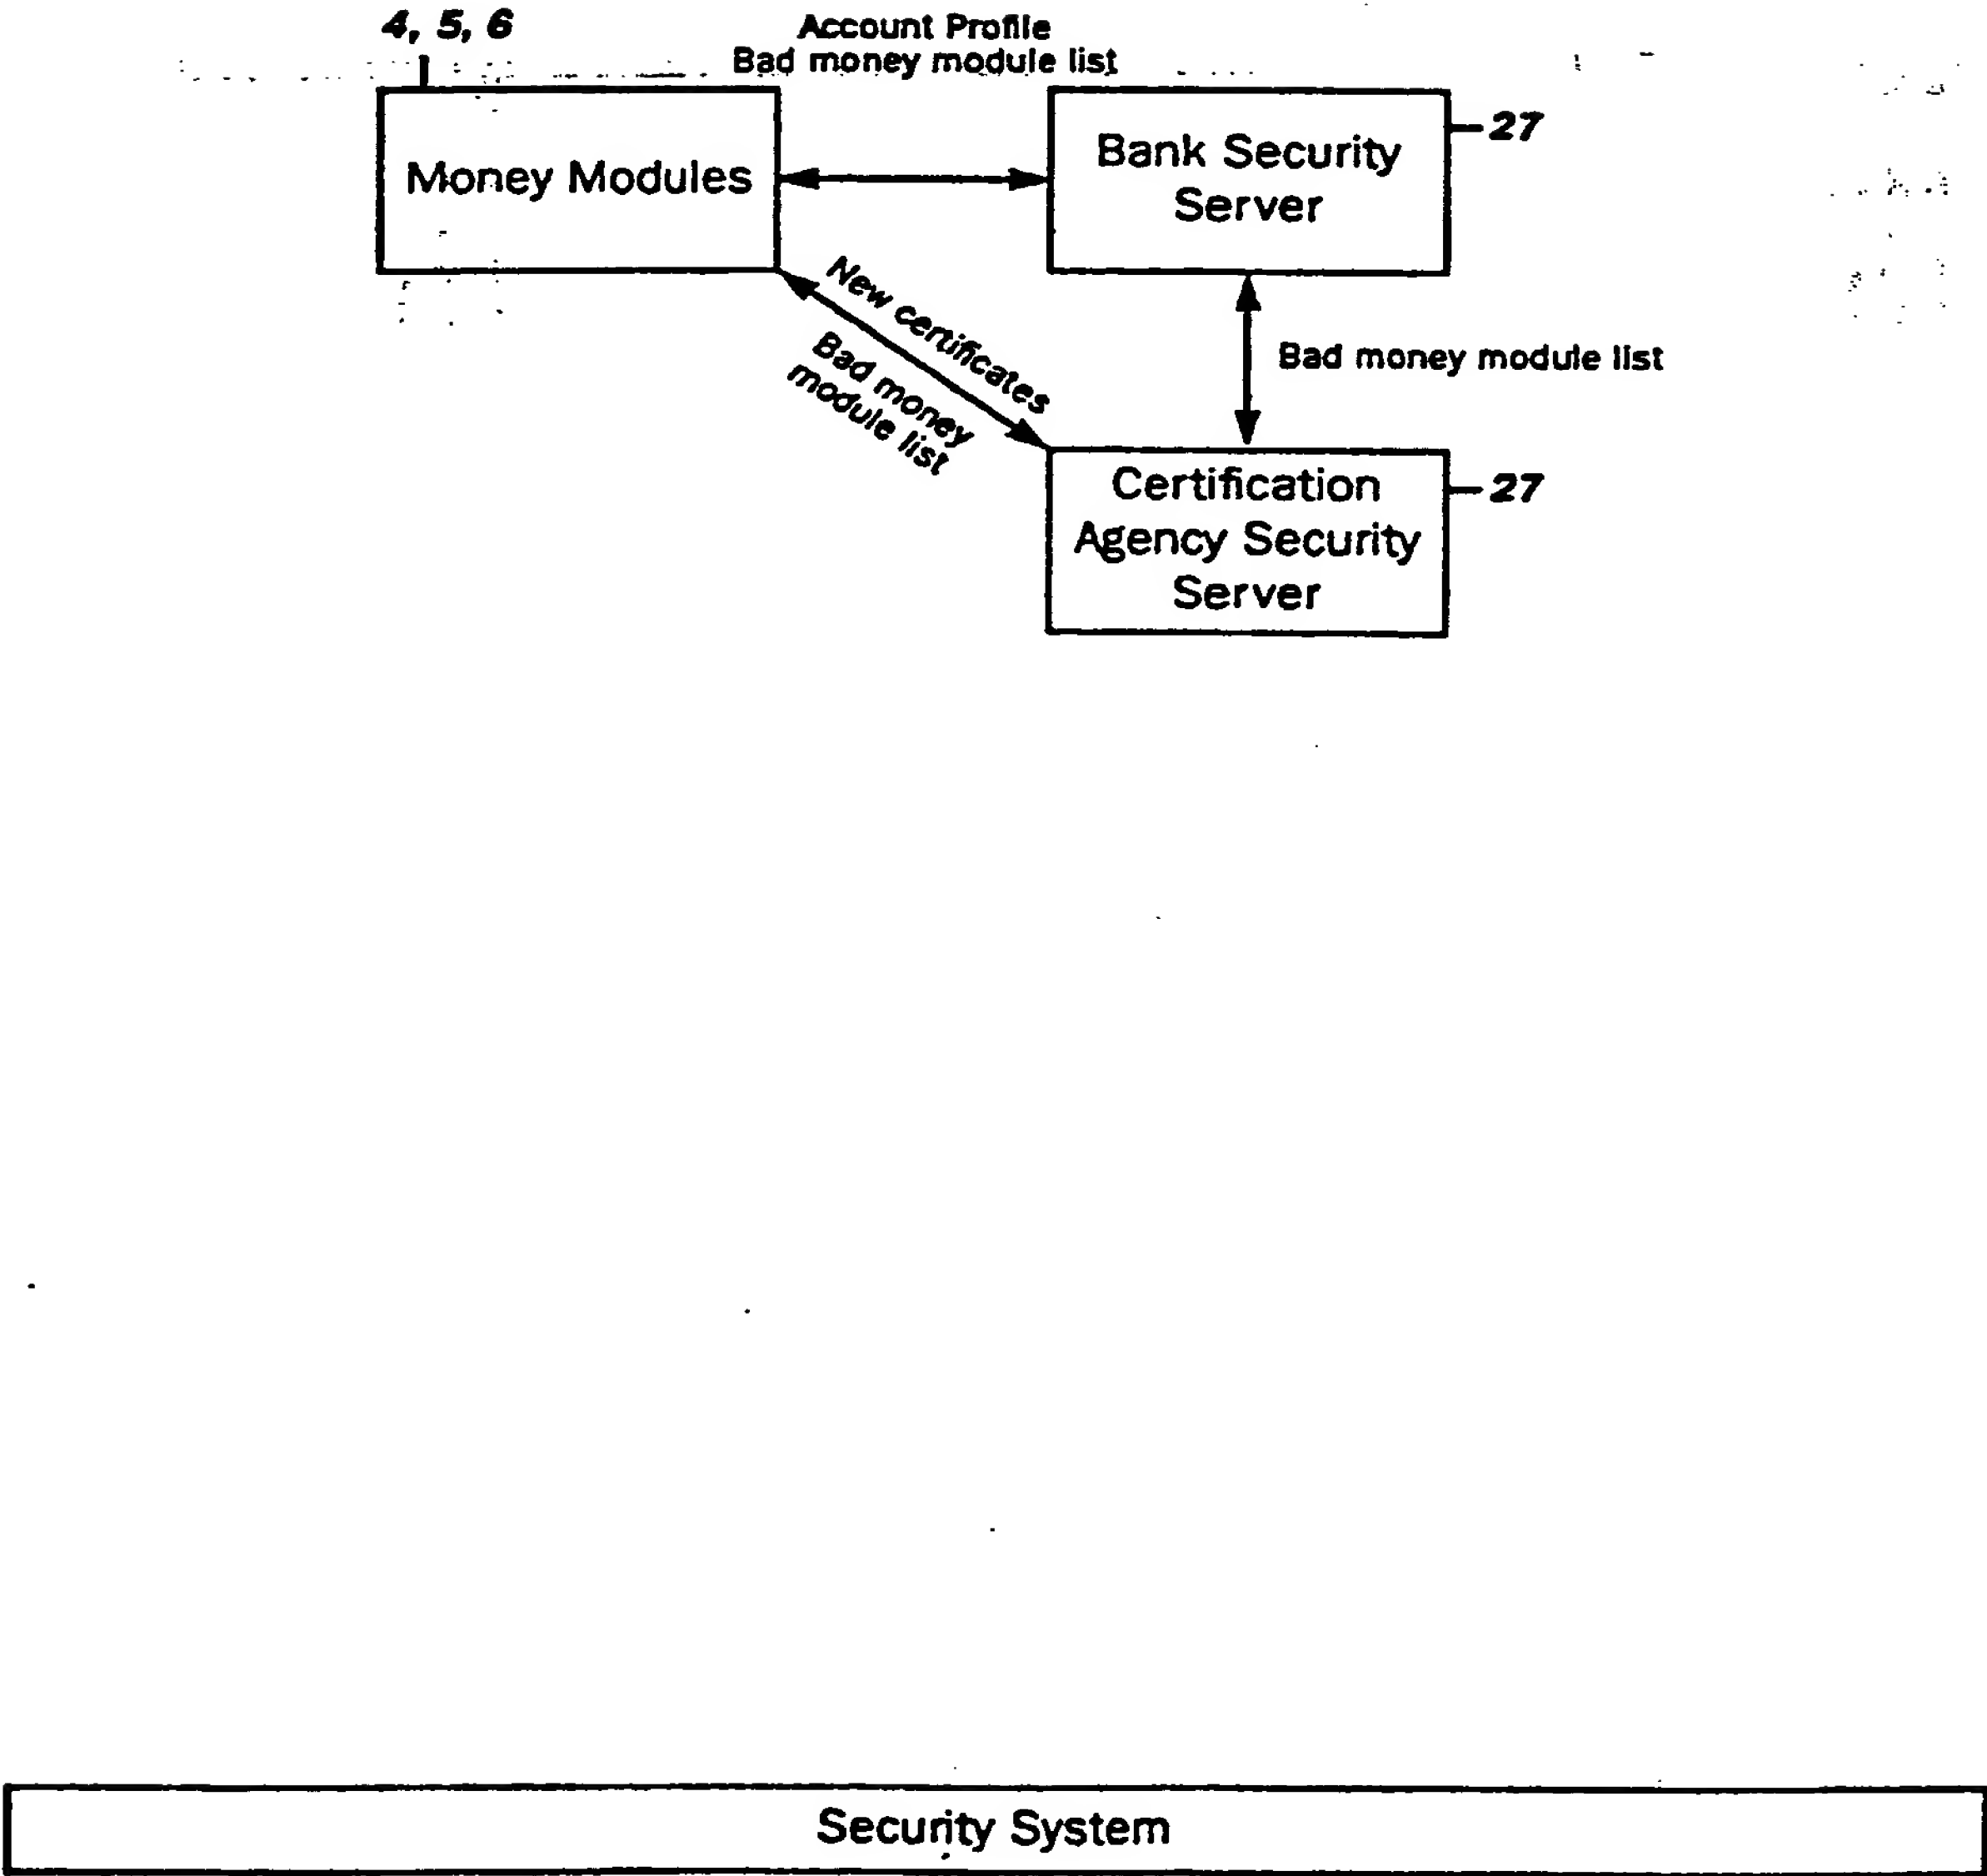 4, 5, 6
Account Profile
Bad money module list
Money Modules
Bank Security
Server
27
New certificates
Bad money
module list
Bad money module list
Certification
Agency Security
Server
27
Security System